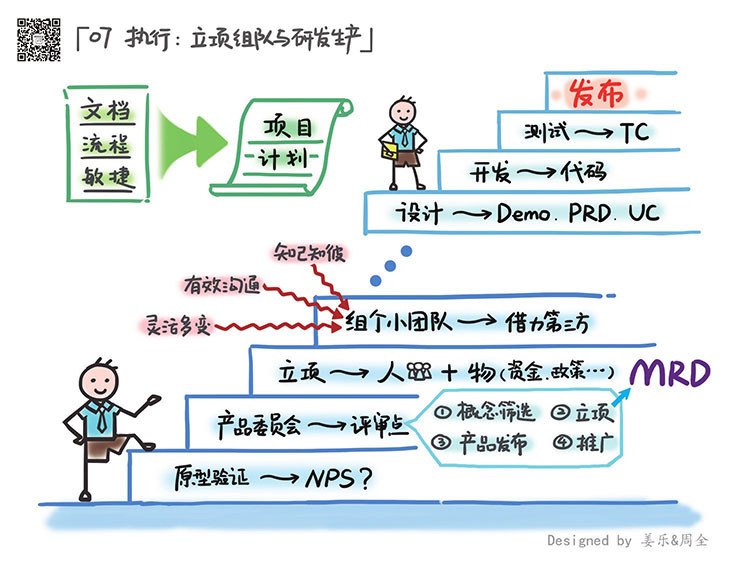 「07 执行：立项组队与研发生产」
文档
流程
敏捷
项目
计划
发布
测试→TC
开发→代码
设计→Demo. PRD. UC
知己知彼
有效沟通
灵活多变
组个小团队→借力第三方
立项→人+物(资金、政策…)
MRD
产品委员会→评审点
①概念筛选 ②立项
③产品发布 ④推广
原型验证→NPS?
Designed by 姜乐&周全